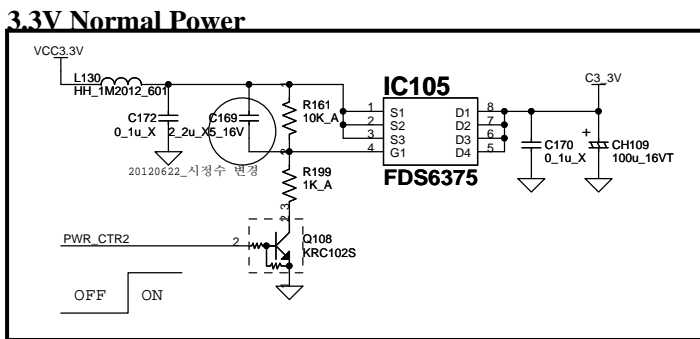 3.3V Normal Power
VCC3.3V
L130
HH_1M2012_601
C172
0_1u_X
C169
2_2u_X5_16V
R161
10K_A
20120622_시정수 변경
R199
1K_A
IC105
1 S1 D1 8
2 S2 D2 7
3 S3 D3 6
4 G1 D4 5
FDS6375
C3_3V
C170
0_1u_X
+
CH109
100u_16VT
PWR_CTR2
2
2 3
1
Q108
KRC102S
OFF ON